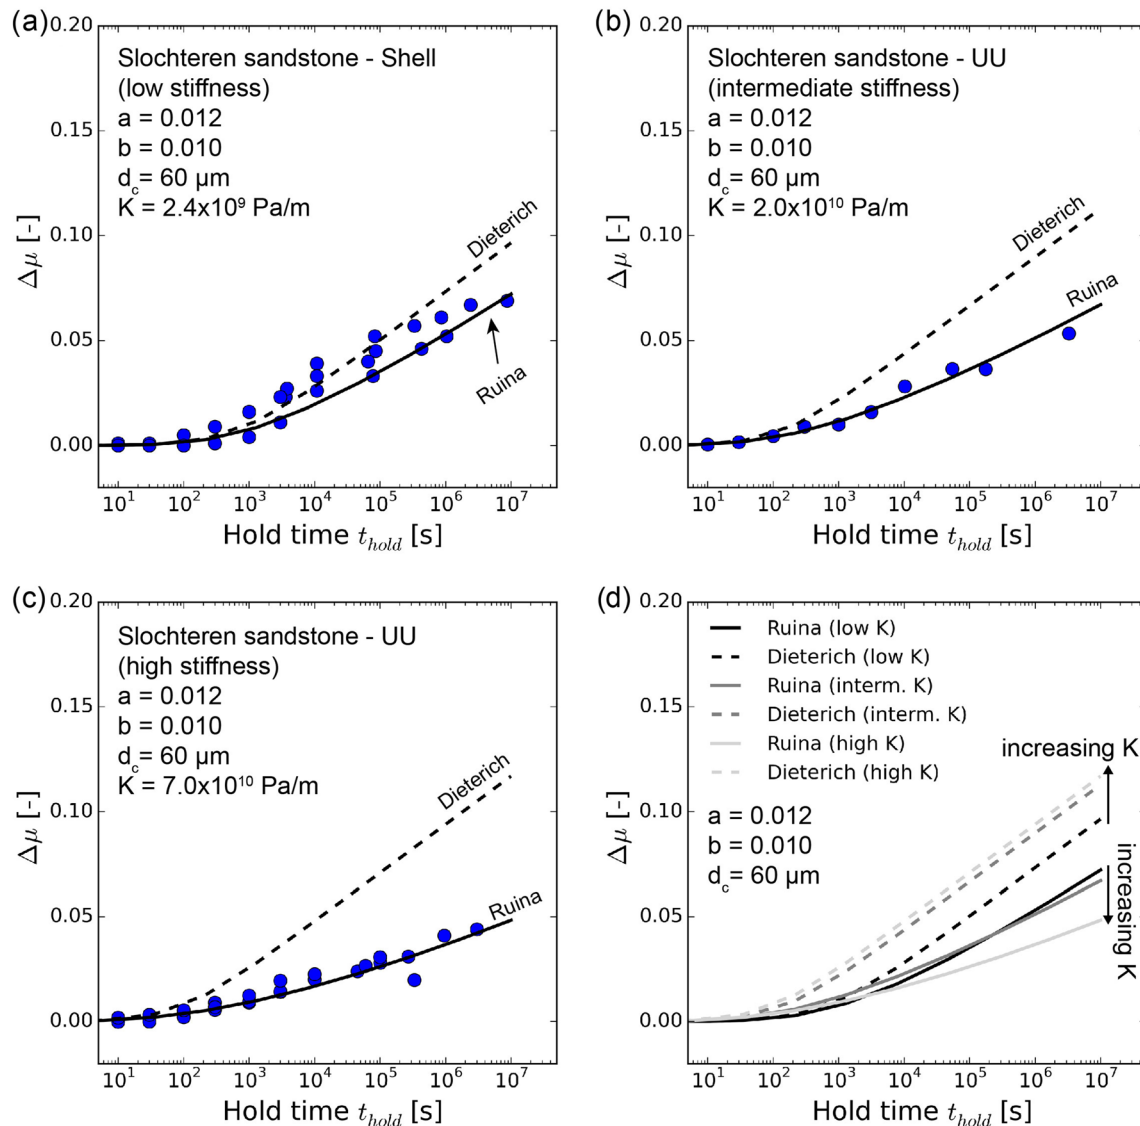 (a)
0.20
0.15
0.10
0.05
0.00
Δμ [-]
Slochteren sandstone - Shell
(low stiffness)
a = 0.012
b = 0.010
d_c = 60 μm
K = 2.4x10⁹ Pa/m
Dieterich
Ruina
10¹ 10² 10³ 10⁴ 10⁵ 10⁶ 10⁷
Hold time t_hold [s]
(b)
0.20
0.15
0.10
0.05
0.00
Δμ [-]
Slochteren sandstone - UU
(intermediate stiffness)
a = 0.012
b = 0.010
d_c = 60 μm
K = 2.0x10¹⁰ Pa/m
Dieterich
Ruina
10¹ 10² 10³ 10⁴ 10⁵ 10⁶ 10⁷
Hold time t_hold [s]
(c)
0.20
0.15
0.10
0.05
0.00
Δμ [-]
Slochteren sandstone - UU
(high stiffness)
a = 0.012
b = 0.010
d_c = 60 μm
K = 7.0x10¹⁰ Pa/m
Dieterich
Ruina
10¹ 10² 10³ 10⁴ 10⁵ 10⁶ 10⁷
Hold time t_hold [s]
(d)
0.20
0.15
0.10
0.05
0.00
Δμ [-]
Ruina (low K)
Dieterich (low K)
Ruina (interm. K)
Dieterich (interm. K)
Ruina (high K)
Dieterich (high K)
a = 0.012
b = 0.010
d_c = 60 μm
increasing K
increasing K
10¹ 10² 10³ 10⁴ 10⁵ 10⁶ 10⁷
Hold time t_hold [s]